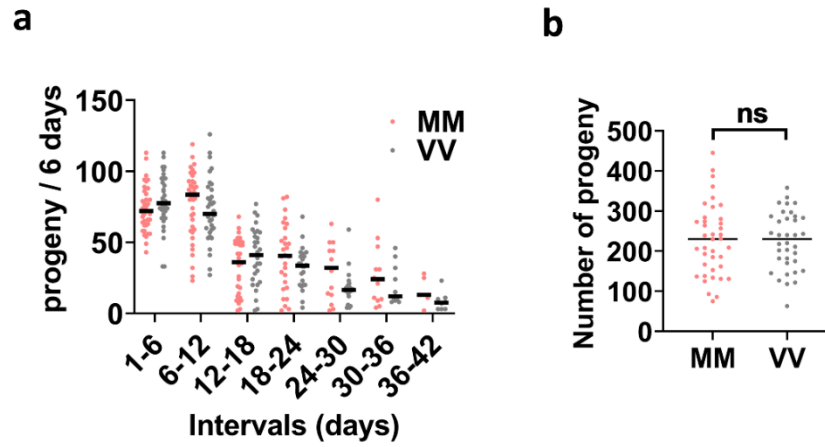 a
150
100
50
0
progeny / 6 days
MM
VV
1-6
6-12
12-18
18-24
24-30
30-36
36-42
Intervals (days)
b
ns
500
400
300
200
100
0
Number of progeny
MM
VV